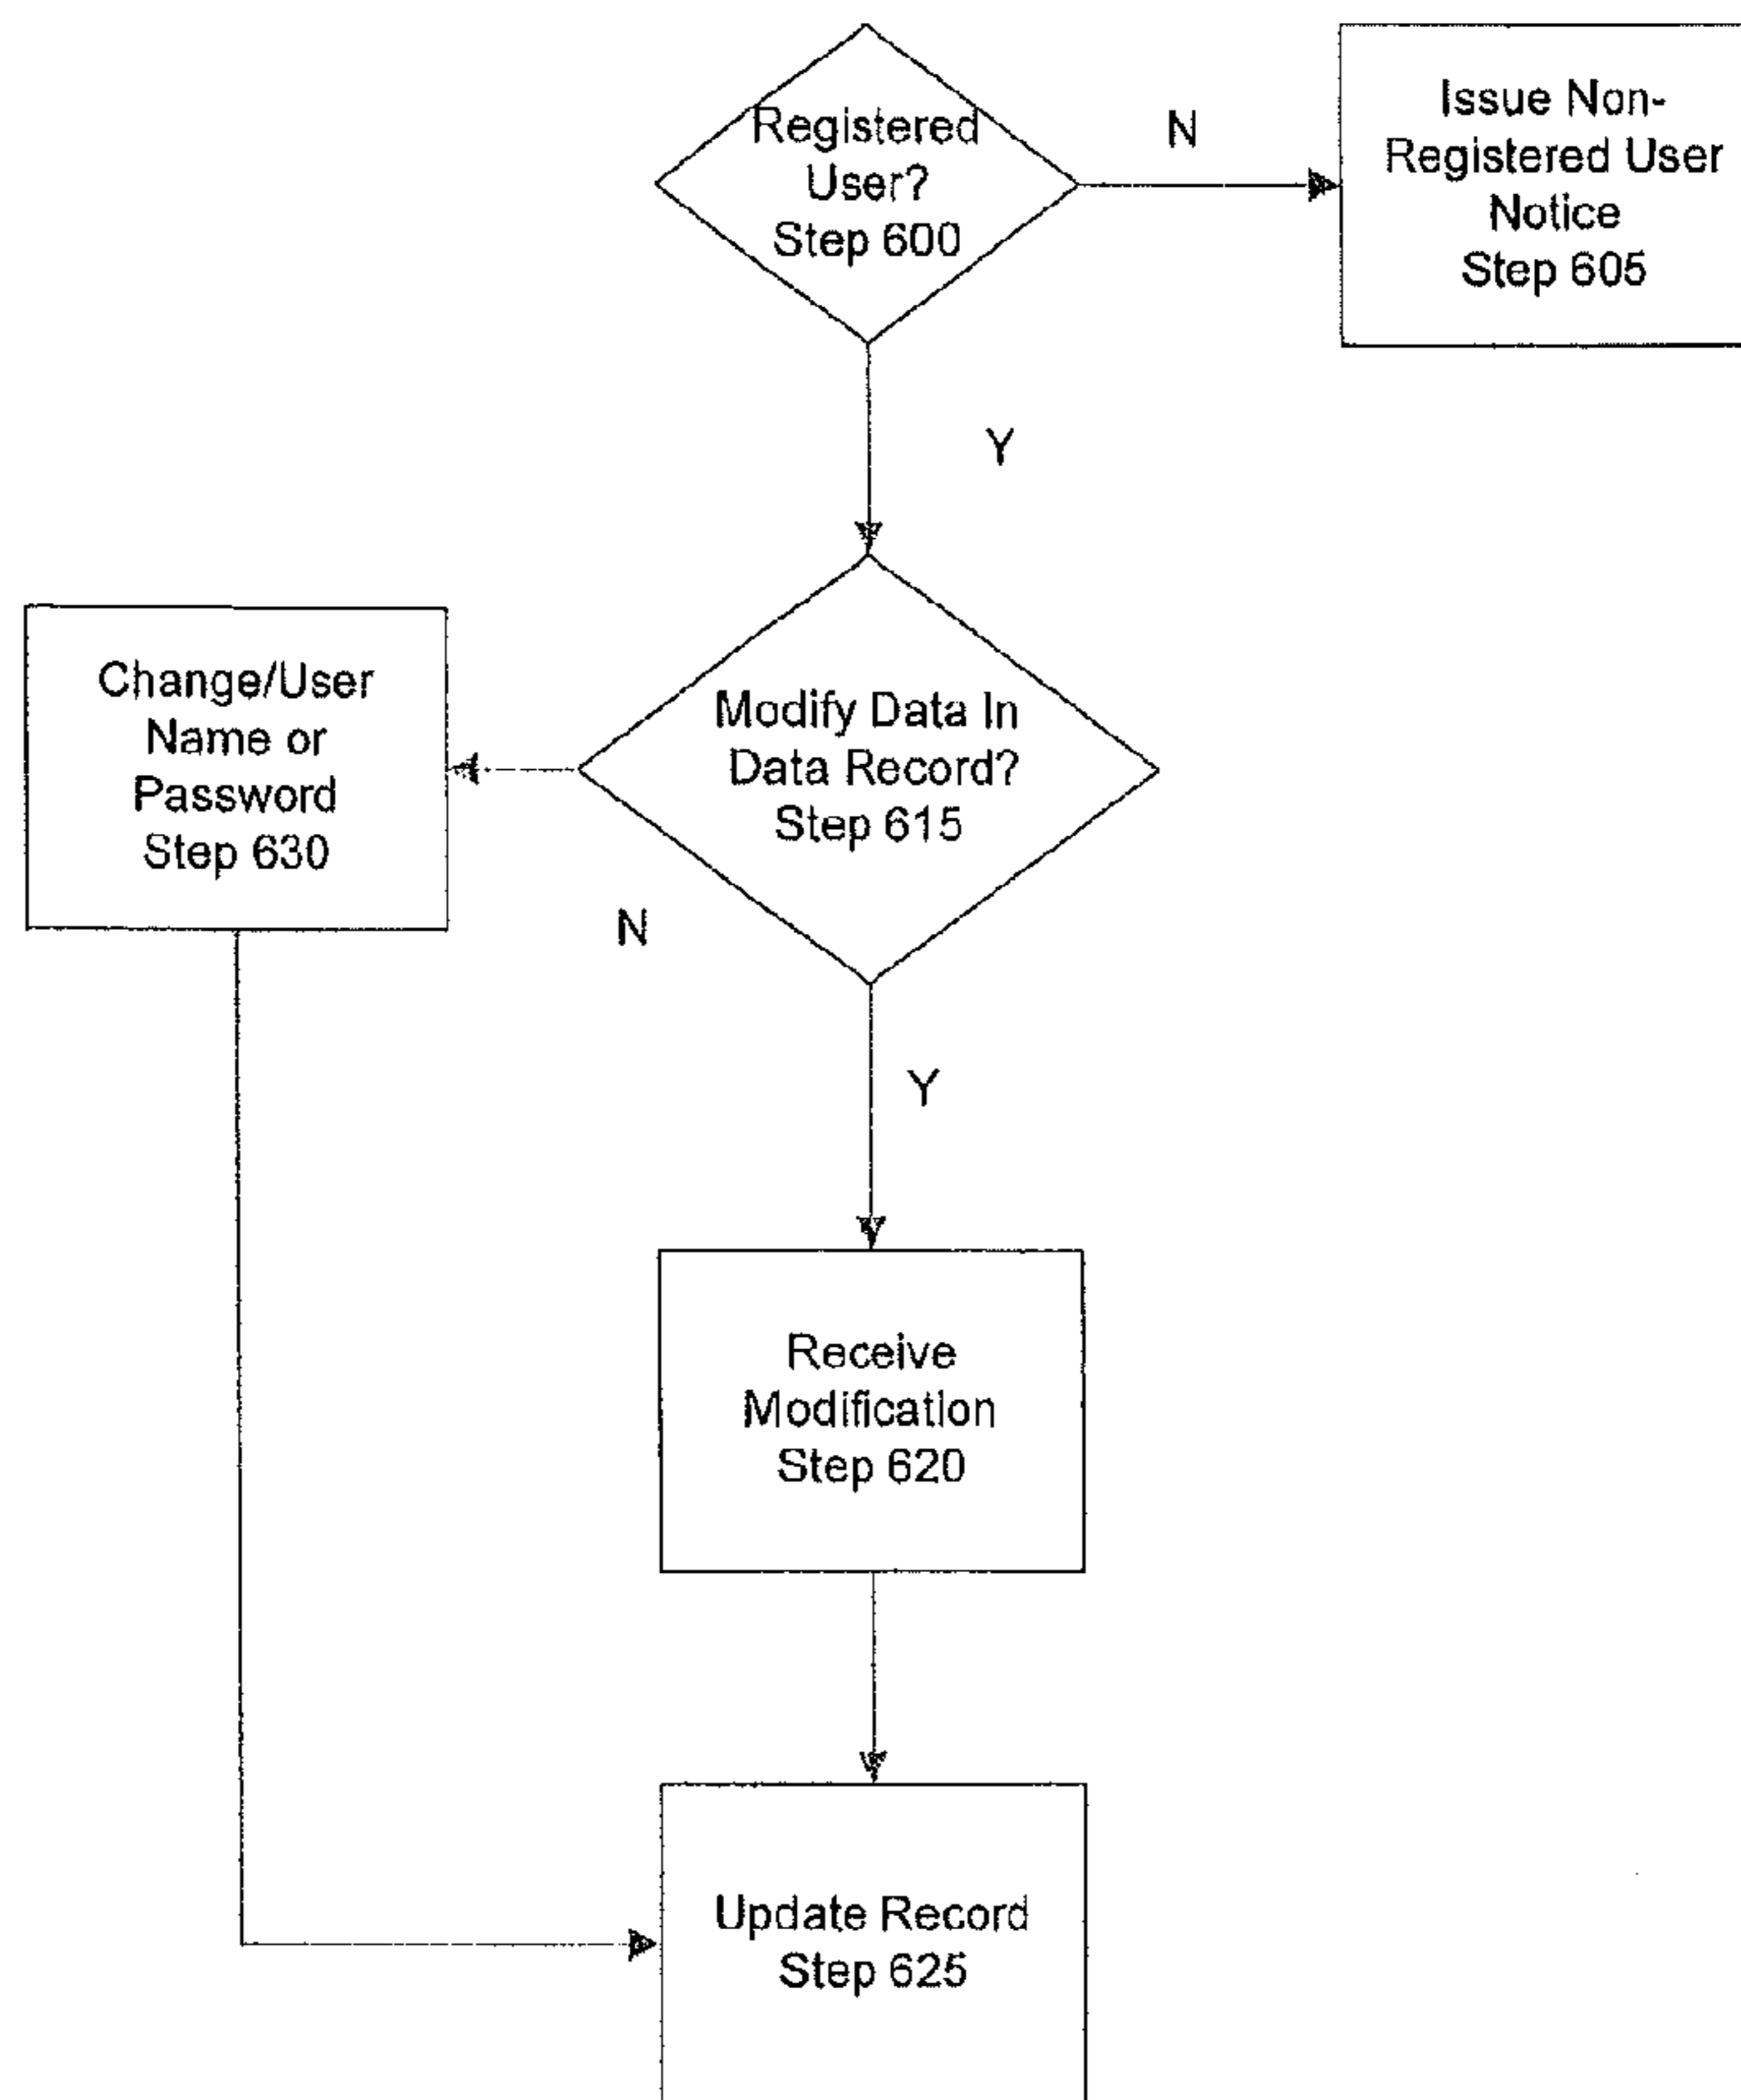 Registered
User?
Step 600
N
Issue Non-
Registered User
Notice
Step 605
Y
Change/User
Name or
Password
Step 630
Modify Data In
Data Record?
Step 615
N
Y
Receive
Modification
Step 620
Update Record
Step 625